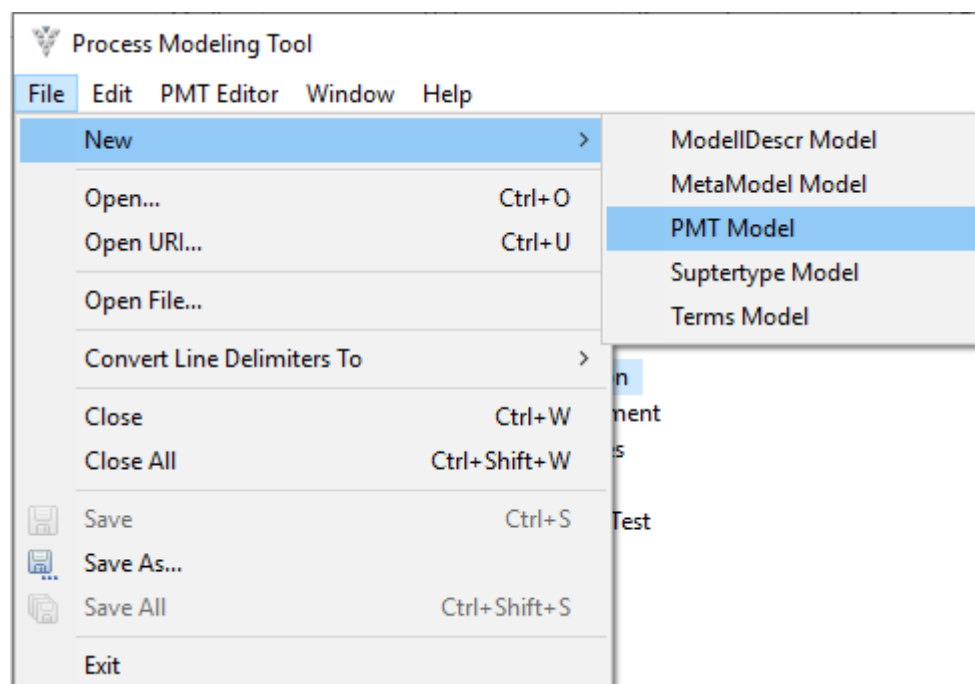 Process Modeling Tool
File Edit PMT Editor Window Help
New
ModellDescr Model
MetaModel Model
PMT Model
Suptertype Model
Terms Model
Open... Ctrl+O
Open URI... Ctrl+U
Open File...
Convert Line Delimiters To
Close Ctrl+W
Close All Ctrl+Shift+W
Save Ctrl+S
Save As...
Save All Ctrl+Shift+S
Exit
n
ment
s
Test